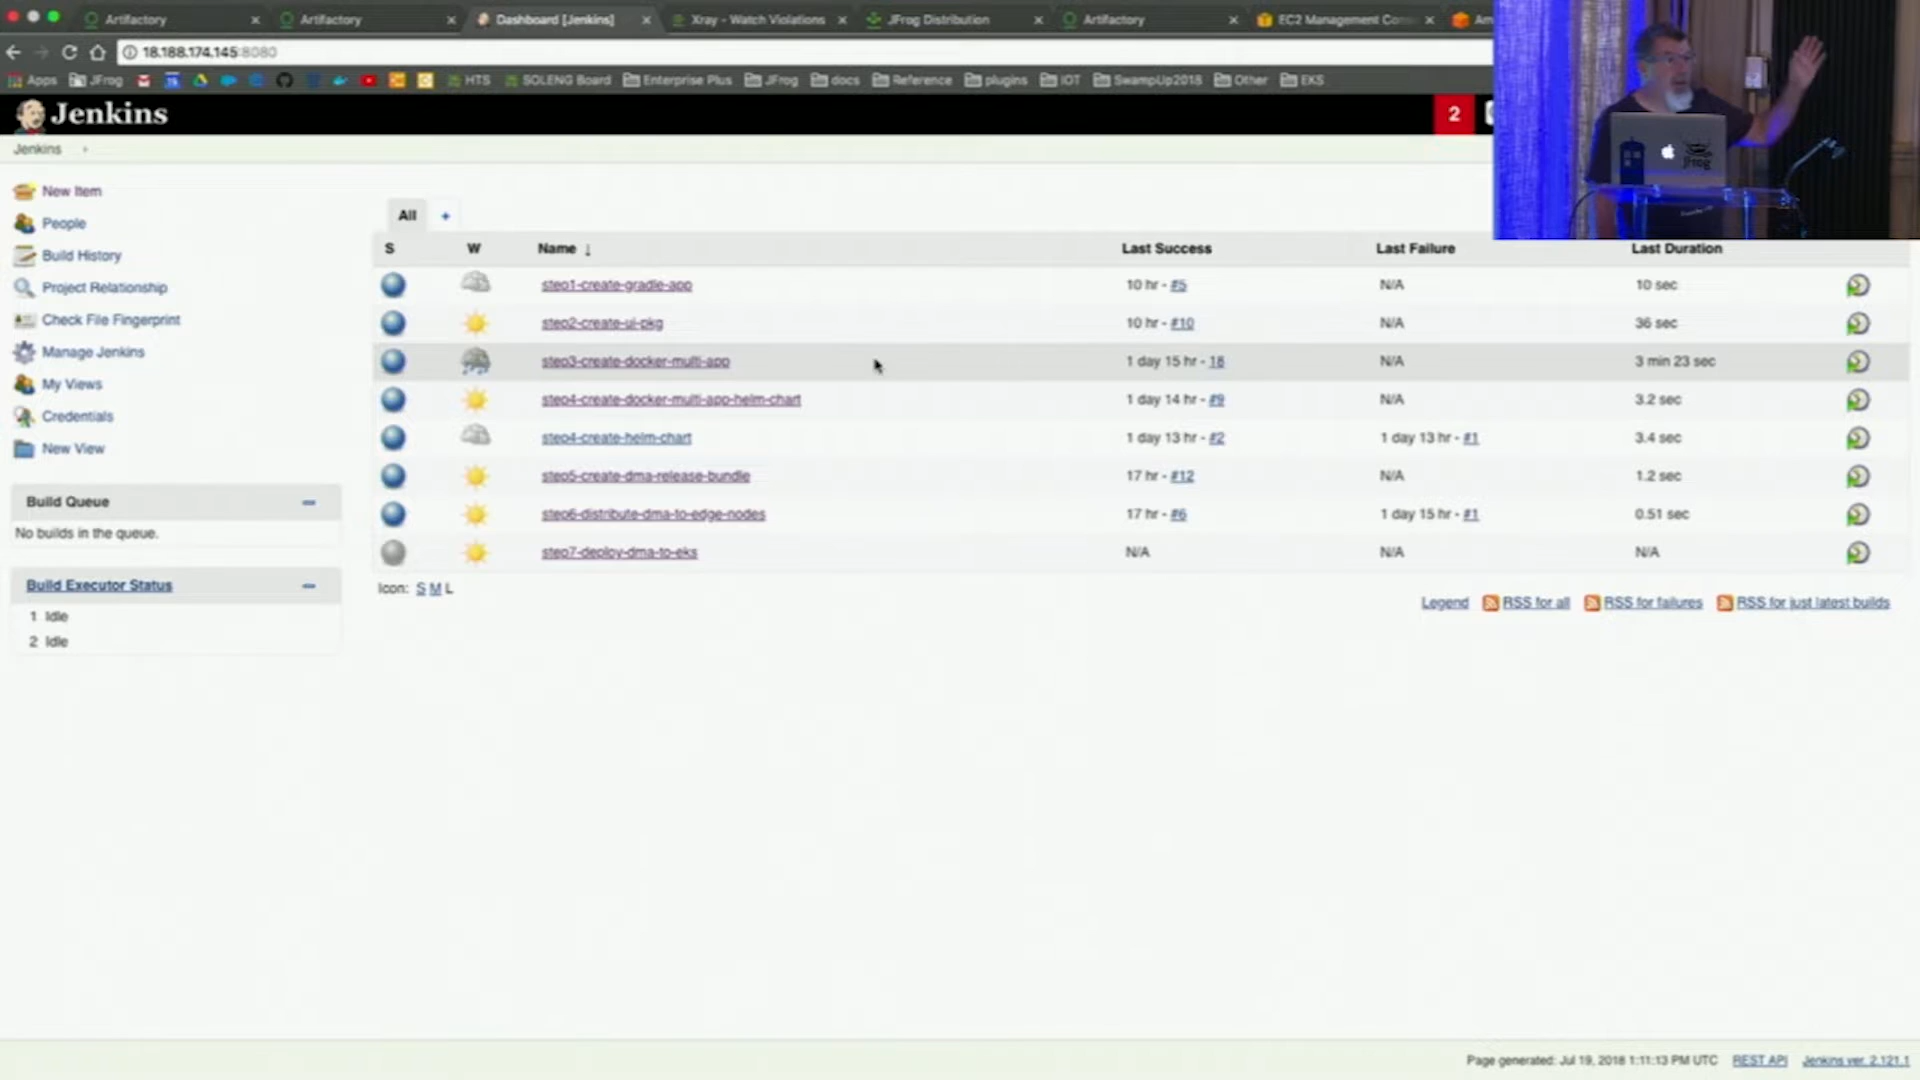 Artifactory
Artifactory
Dashboard [Jenkins]
Xray - Watch Violations
JFrog Distribution
Artifactory
EC2 Management Con
Am
18.188.174.145:8080
Apps
JFrog
HTS
SOLENG Board
Enterprise Plus
JFrog
docs
Reference
plugins
IOT
SwampUp2018
Other
EKS
Jenkins
2
Jenkins
New Item
People
Build History
Project Relationship
Check File Fingerprint
Manage Jenkins
My Views
Credentials
New View
Build Queue
No builds in the queue.
Build Executor Status
1 Idle
2 Idle
All +
S W Name ↓ Last Success Last Failure Last Duration
step1-create-gradle-app 10 hr - #5 N/A 10 sec
step2-create-ui-pkg 10 hr - #10 N/A 36 sec
step3-create-docker-multi-app 1 day 15 hr - 18 N/A 3 min 23 sec
step4-create-docker-multi-app-helm-chart 1 day 14 hr - #9 N/A 3.2 sec
step4-create-helm-chart 1 day 13 hr - #2 1 day 13 hr - #1 3.4 sec
step5-create-dma-release-bundle 17 hr - #12 N/A 1.2 sec
step6-distribute-dma-to-edge-nodes 17 hr - #6 1 day 15 hr - #1 0.51 sec
step7-deploy-dma-to-eks N/A N/A N/A
Icon: S M L
Legend RSS for all RSS for failures RSS for just latest builds
JFrog
Page generated: Jul 19, 2018 1:11:13 PM UTC REST API Jenkins ver. 2.121.1